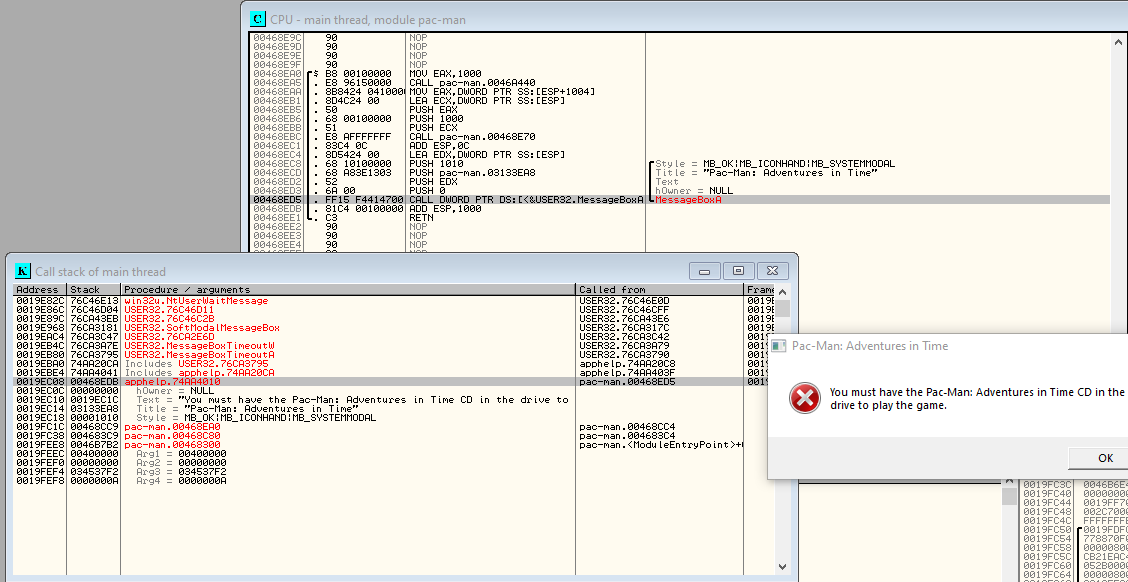 CPU - main thread, module pac-man
00468E9C 90 NOP
00468E9D 90 NOP
00468E9E 90 NOP
00468E9F 90 NOP
00468EA0 $ B8 00100000 MOV EAX,1000
00468EA5 . E8 96150000 CALL pac-man.0046A440
00468EAA . 8B8424 041000 MOV EAX,DWORD PTR SS:[ESP+1004]
00468EB1 . 8D4C24 00 LEA ECX,DWORD PTR SS:[ESP]
00468EB5 . 50 PUSH EAX
00468EB6 . 68 00100000 PUSH 1000
00468EBB . 51 PUSH ECX
00468EBC . E8 AFFFFFFF CALL pac-man.00468E70
00468EC1 . 83C4 0C ADD ESP,0C
00468EC4 . 8D5424 00 LEA EDX,DWORD PTR SS:[ESP]
00468EC8 . 68 10100000 PUSH 1010 Style = MB_OK|MB_ICONHAND|MB_SYSTEMMODAL
00468ECD . 68 A83E1303 PUSH pac-man.03133EA8 Title = "Pac-Man: Adventures in Time"
00468ED2 . 52 PUSH EDX Text
00468ED3 . 6A 00 PUSH 0 hOwner = NULL
00468ED5 . FF15 F4414700 CALL DWORD PTR DS:[<&USER32.MessageBoxA MessageBoxA
00468EDB . 81C4 00100000 ADD ESP,1000
00468EE1 . C3 RETN
00468EE2 90 NOP
00468EE3 90 NOP
00468EE4 90 NOP
Call stack of main thread
Address Stack Procedure / arguments Called from Frame
0019E82C 76C46E13 win32u.NtUserWaitMessage USER32.76C46E0D 0019E
0019E86C 76C46D04 USER32.76C46D11 USER32.76C46CFF 0019E
0019E89C 76CA43EB USER32.76C46C2B USER32.76CA43E6 0019E
0019E968 76CA3181 USER32.SoftModalMessageBox USER32.76CA317C 0019E
0019EAC4 76CA3C47 USER32.76CA2E6D USER32.76CA3C42 0019E
0019EB4C 76CA3A7E USER32.MessageBoxTimeoutW USER32.76CA3A79 0019E
0019EB80 76CA3795 USER32.MessageBoxTimeoutA USER32.76CA3790 0019E
0019EBA0 74AA20CA Includes USER32.76CA3795 apphelp.74AA20C8 0019E
0019EBE4 74AA4041 Includes apphelp.74AA20CA apphelp.74AA403F 0019E
0019EC08 00468EDB apphelp.74AA4010 pac-man.00468ED5 0019
0019EC0C 00000000 hOwner = NULL
0019EC10 0019EC1C Text = "You must have the Pac-Man: Adventures in Time CD in the drive to
0019EC14 03133EA8 Title = "Pac-Man: Adventures in Time"
0019EC18 00001010 Style = MB_OK|MB_ICONHAND|MB_SYSTEMMODAL
0019FC1C 00468CC9 pac-man.00468EA0 pac-man.00468CC4
0019FC40 004683C9 pac-man.00468C80 pac-man.004683C4
0019FEE8 0046B7B2 pac-man.00468300 pac-man.<ModuleEntryPoint>+
0019FEEC 00400000 Arg1 = 00400000
0019FEF0 00000000 Arg2 = 00000000
0019FEF4 034537F2 Arg3 = 034537F2
0019FEF8 0000000A Arg4 = 0000000A
Pac-Man: Adventures in Time
You must have the Pac-Man: Adventures in Time CD in the
drive to play the game.
OK
0019FC3C 0046B6E4
0019FC40 00000000
0019FC44 0019FF7
0019FC48 002C7000
0019FC4C FFFFFFFE
0019FC50 0019FDF
0019FC54 778870F
0019FC58 0000080
0019FC5C CB21EAC4
0019FC60 052B0000
0019FC64 0000080